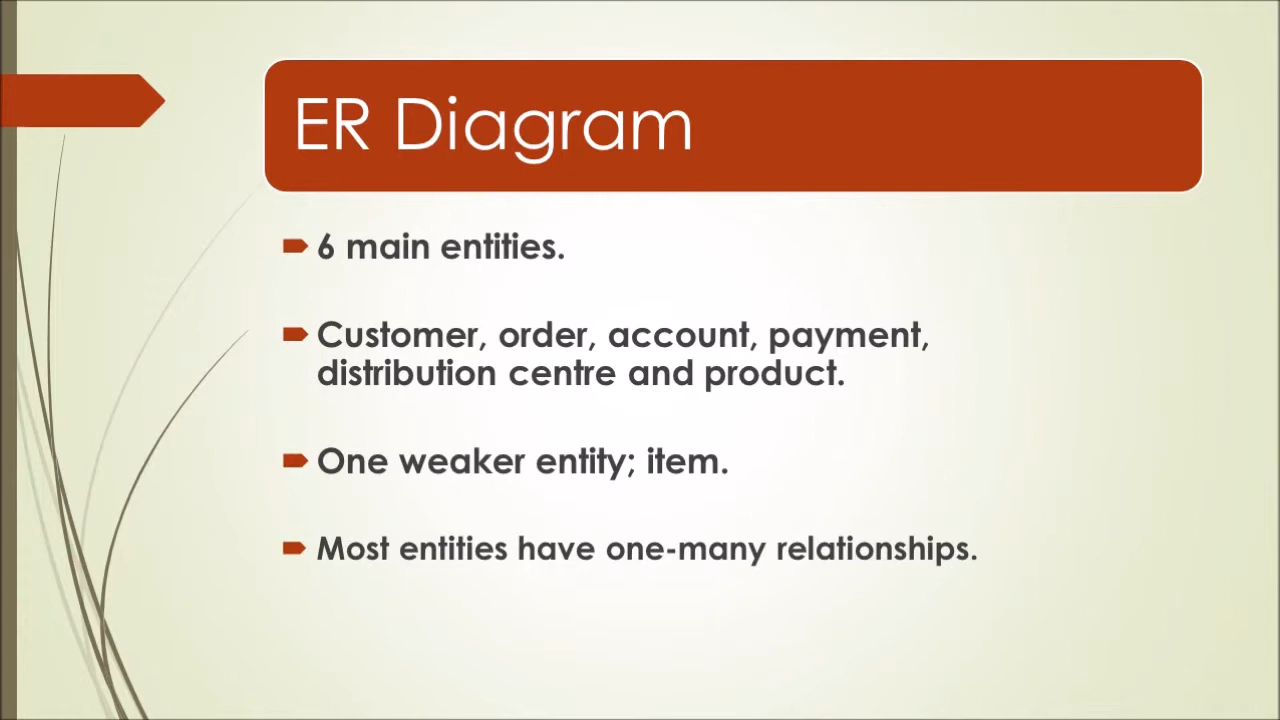 ER Diagram
6 main entities.
Customer, order, account, payment,
distribution centre and product.
One weaker entity; item.
Most entities have one-many relationships.